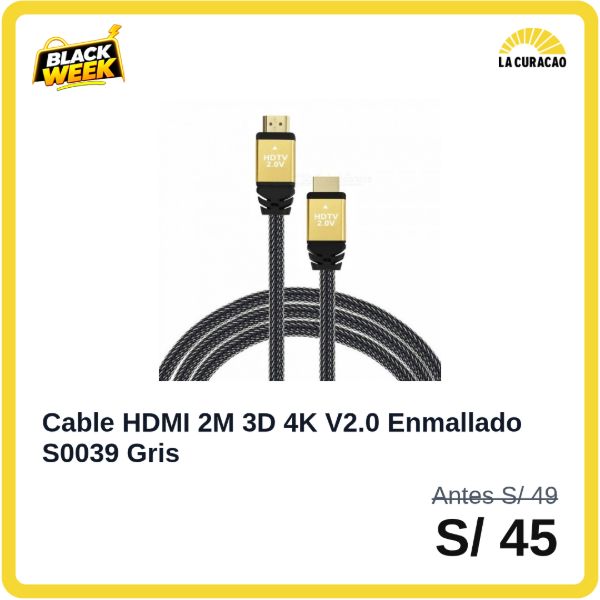 BLACK
WEEK
LA CURACAO
HDTV
2.0V
HDTV
2.0V
Cable HDMI 2M 3D 4K V2.0 Enmallado
S0039 Gris
Antes S/ 49
S/ 45